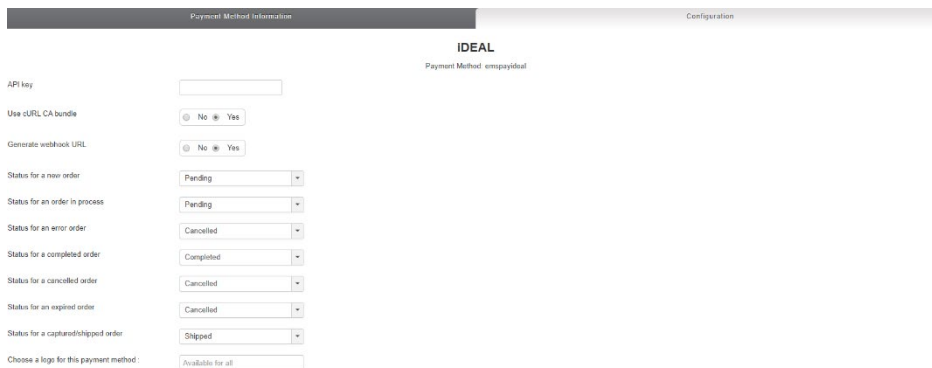 Payment Method Information
Configuration
iDEAL
Payment Method emspayideal
API key
Use cURL CA bundle
No Yes
Generate webhook URL
No Yes
Status for a new order
Pending
Status for an order in process
Pending
Status for an error order
Cancelled
Status for a completed order
Completed
Status for a cancelled order
Cancelled
Status for an expired order
Cancelled
Status for a captured/shipped order
Shipped
Choose a logo for this payment method :
Available for all